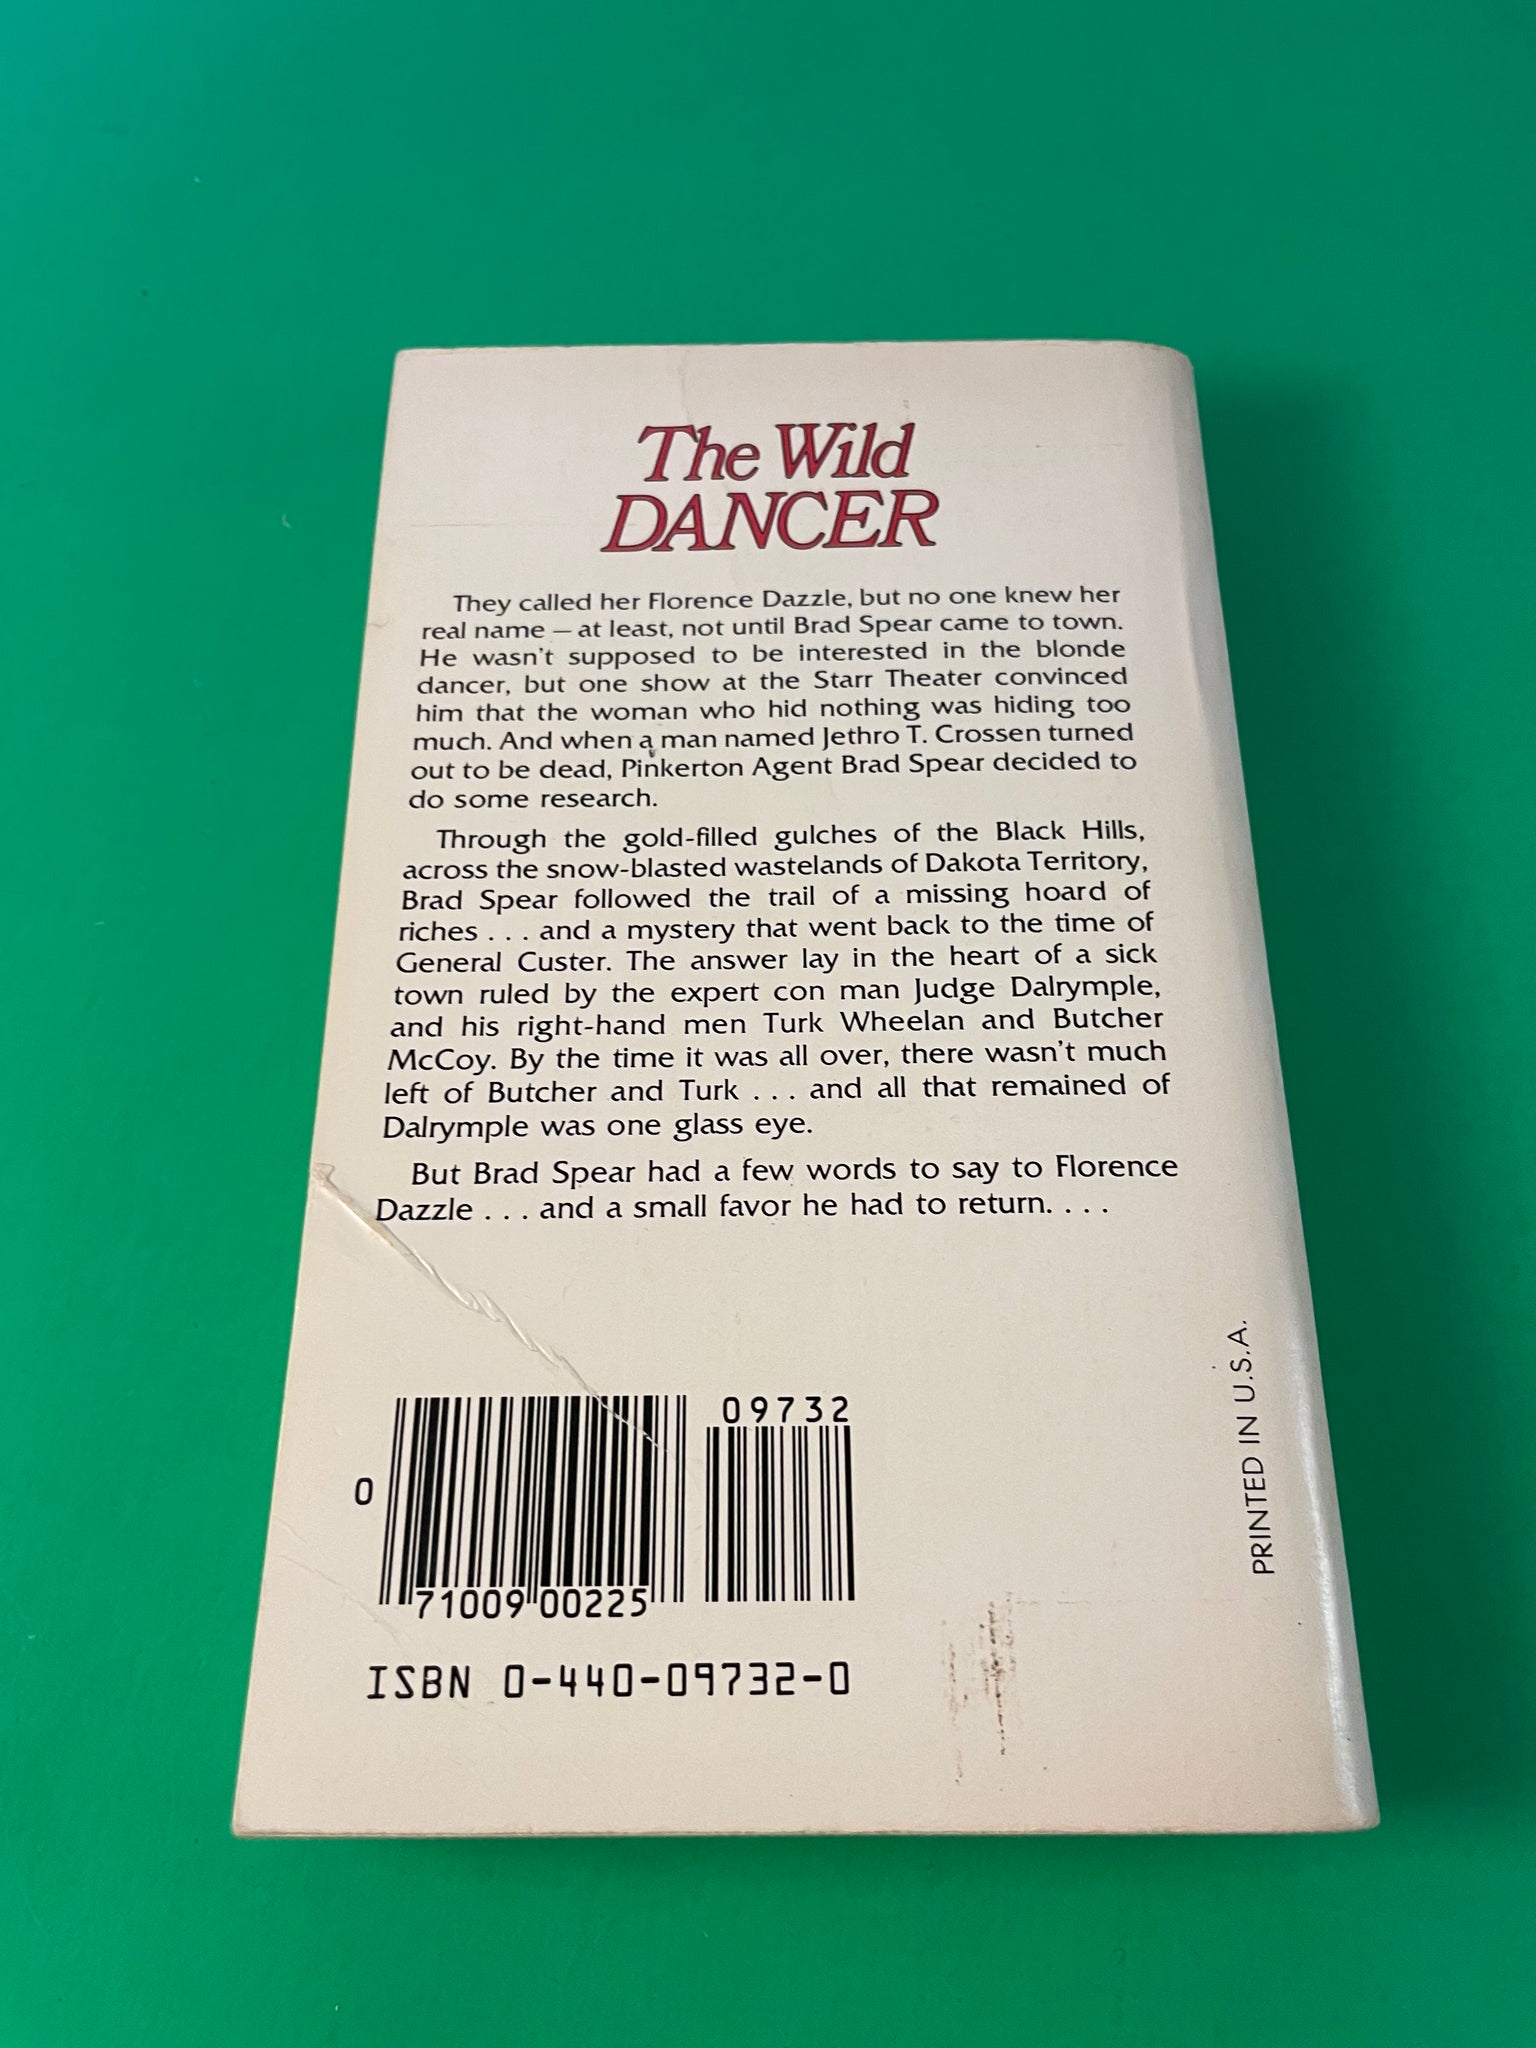 The Wild
DANCER
They called her Florence Dazzle, but no one knew her
real name — at least, not until Brad Spear came to town.
He wasn't supposed to be interested in the blonde
dancer, but one show at the Starr Theater convinced
him that the woman who hid nothing was hiding too
much. And when a man named Jethro T. Crossen turned
out to be dead, Pinkerton Agent Brad Spear decided to
do some research.
Through the gold-filled gulches of the Black Hills,
across the snow-blasted wastelands of Dakota Territory,
Brad Spear followed the trail of a missing hoard of
riches . . . and a mystery that went back to the time of
General Custer. The answer lay in the heart of a sick
town ruled by the expert con man Judge Dalrymple,
and his right-hand men Turk Wheelan and Butcher
McCoy. By the time it was all over, there wasn't much
left of Butcher and Turk . . . and all that remained of
Dalrymple was one glass eye.
But Brad Spear had a few words to say to Florence
Dazzle . . . and a small favor he had to return. . . .
09732
0
71009 00225
ISBN 0-440-09732-0
PRINTED IN U.S.A.